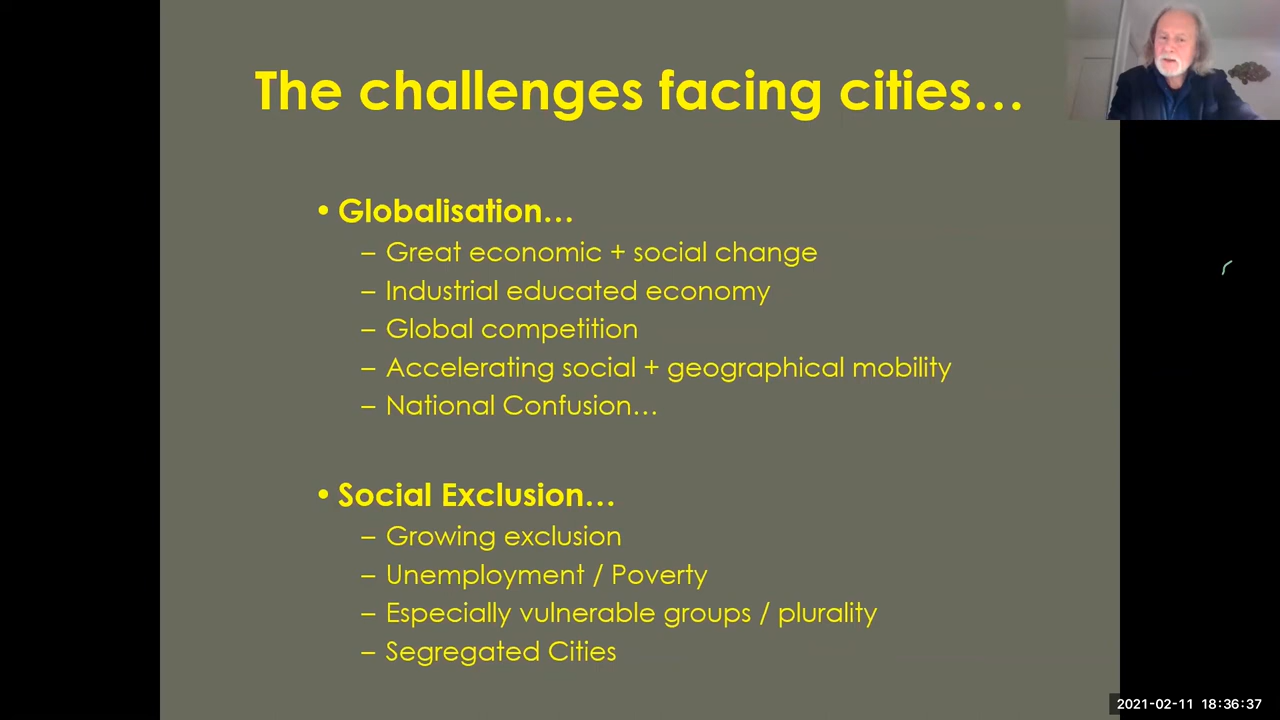 The challenges facing cities…
• Globalisation…
– Great economic + social change
– Industrial educated economy
– Global competition
– Accelerating social + geographical mobility
– National Confusion…
• Social Exclusion…
– Growing exclusion
– Unemployment / Poverty
– Especially vulnerable groups / plurality
– Segregated Cities
2021-02-11 18:36:37